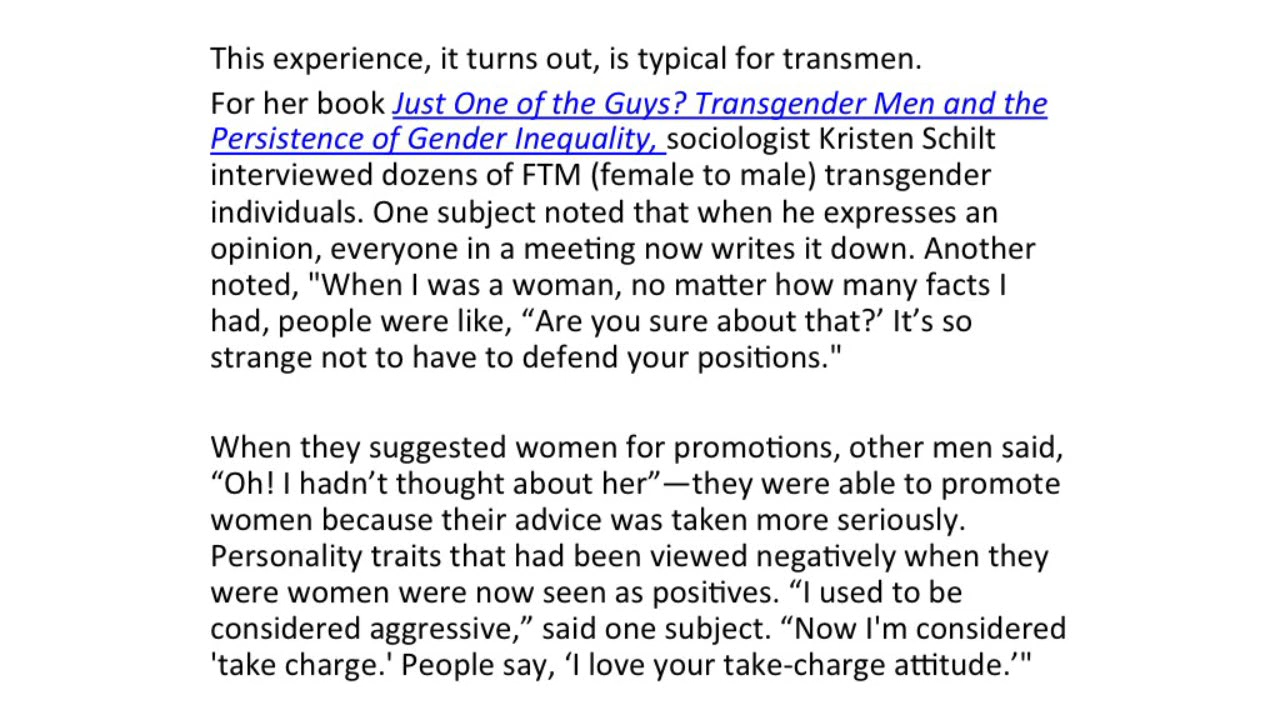 This experience, it turns out, is typical for transmen.
For her book Just One of the Guys? Transgender Men and the
Persistence of Gender Inequality, sociologist Kristen Schilt
interviewed dozens of FTM (female to male) transgender
individuals. One subject noted that when he expresses an
opinion, everyone in a meeting now writes it down. Another
noted, "When I was a woman, no matter how many facts I
had, people were like, “Are you sure about that?’ It’s so
strange not to have to defend your positions."
When they suggested women for promotions, other men said,
“Oh! I hadn’t thought about her”—they were able to promote
women because their advice was taken more seriously.
Personality traits that had been viewed negatively when they
were women were now seen as positives. “I used to be
considered aggressive,” said one subject. “Now I'm considered
'take charge.' People say, ‘I love your take-charge attitude.’"